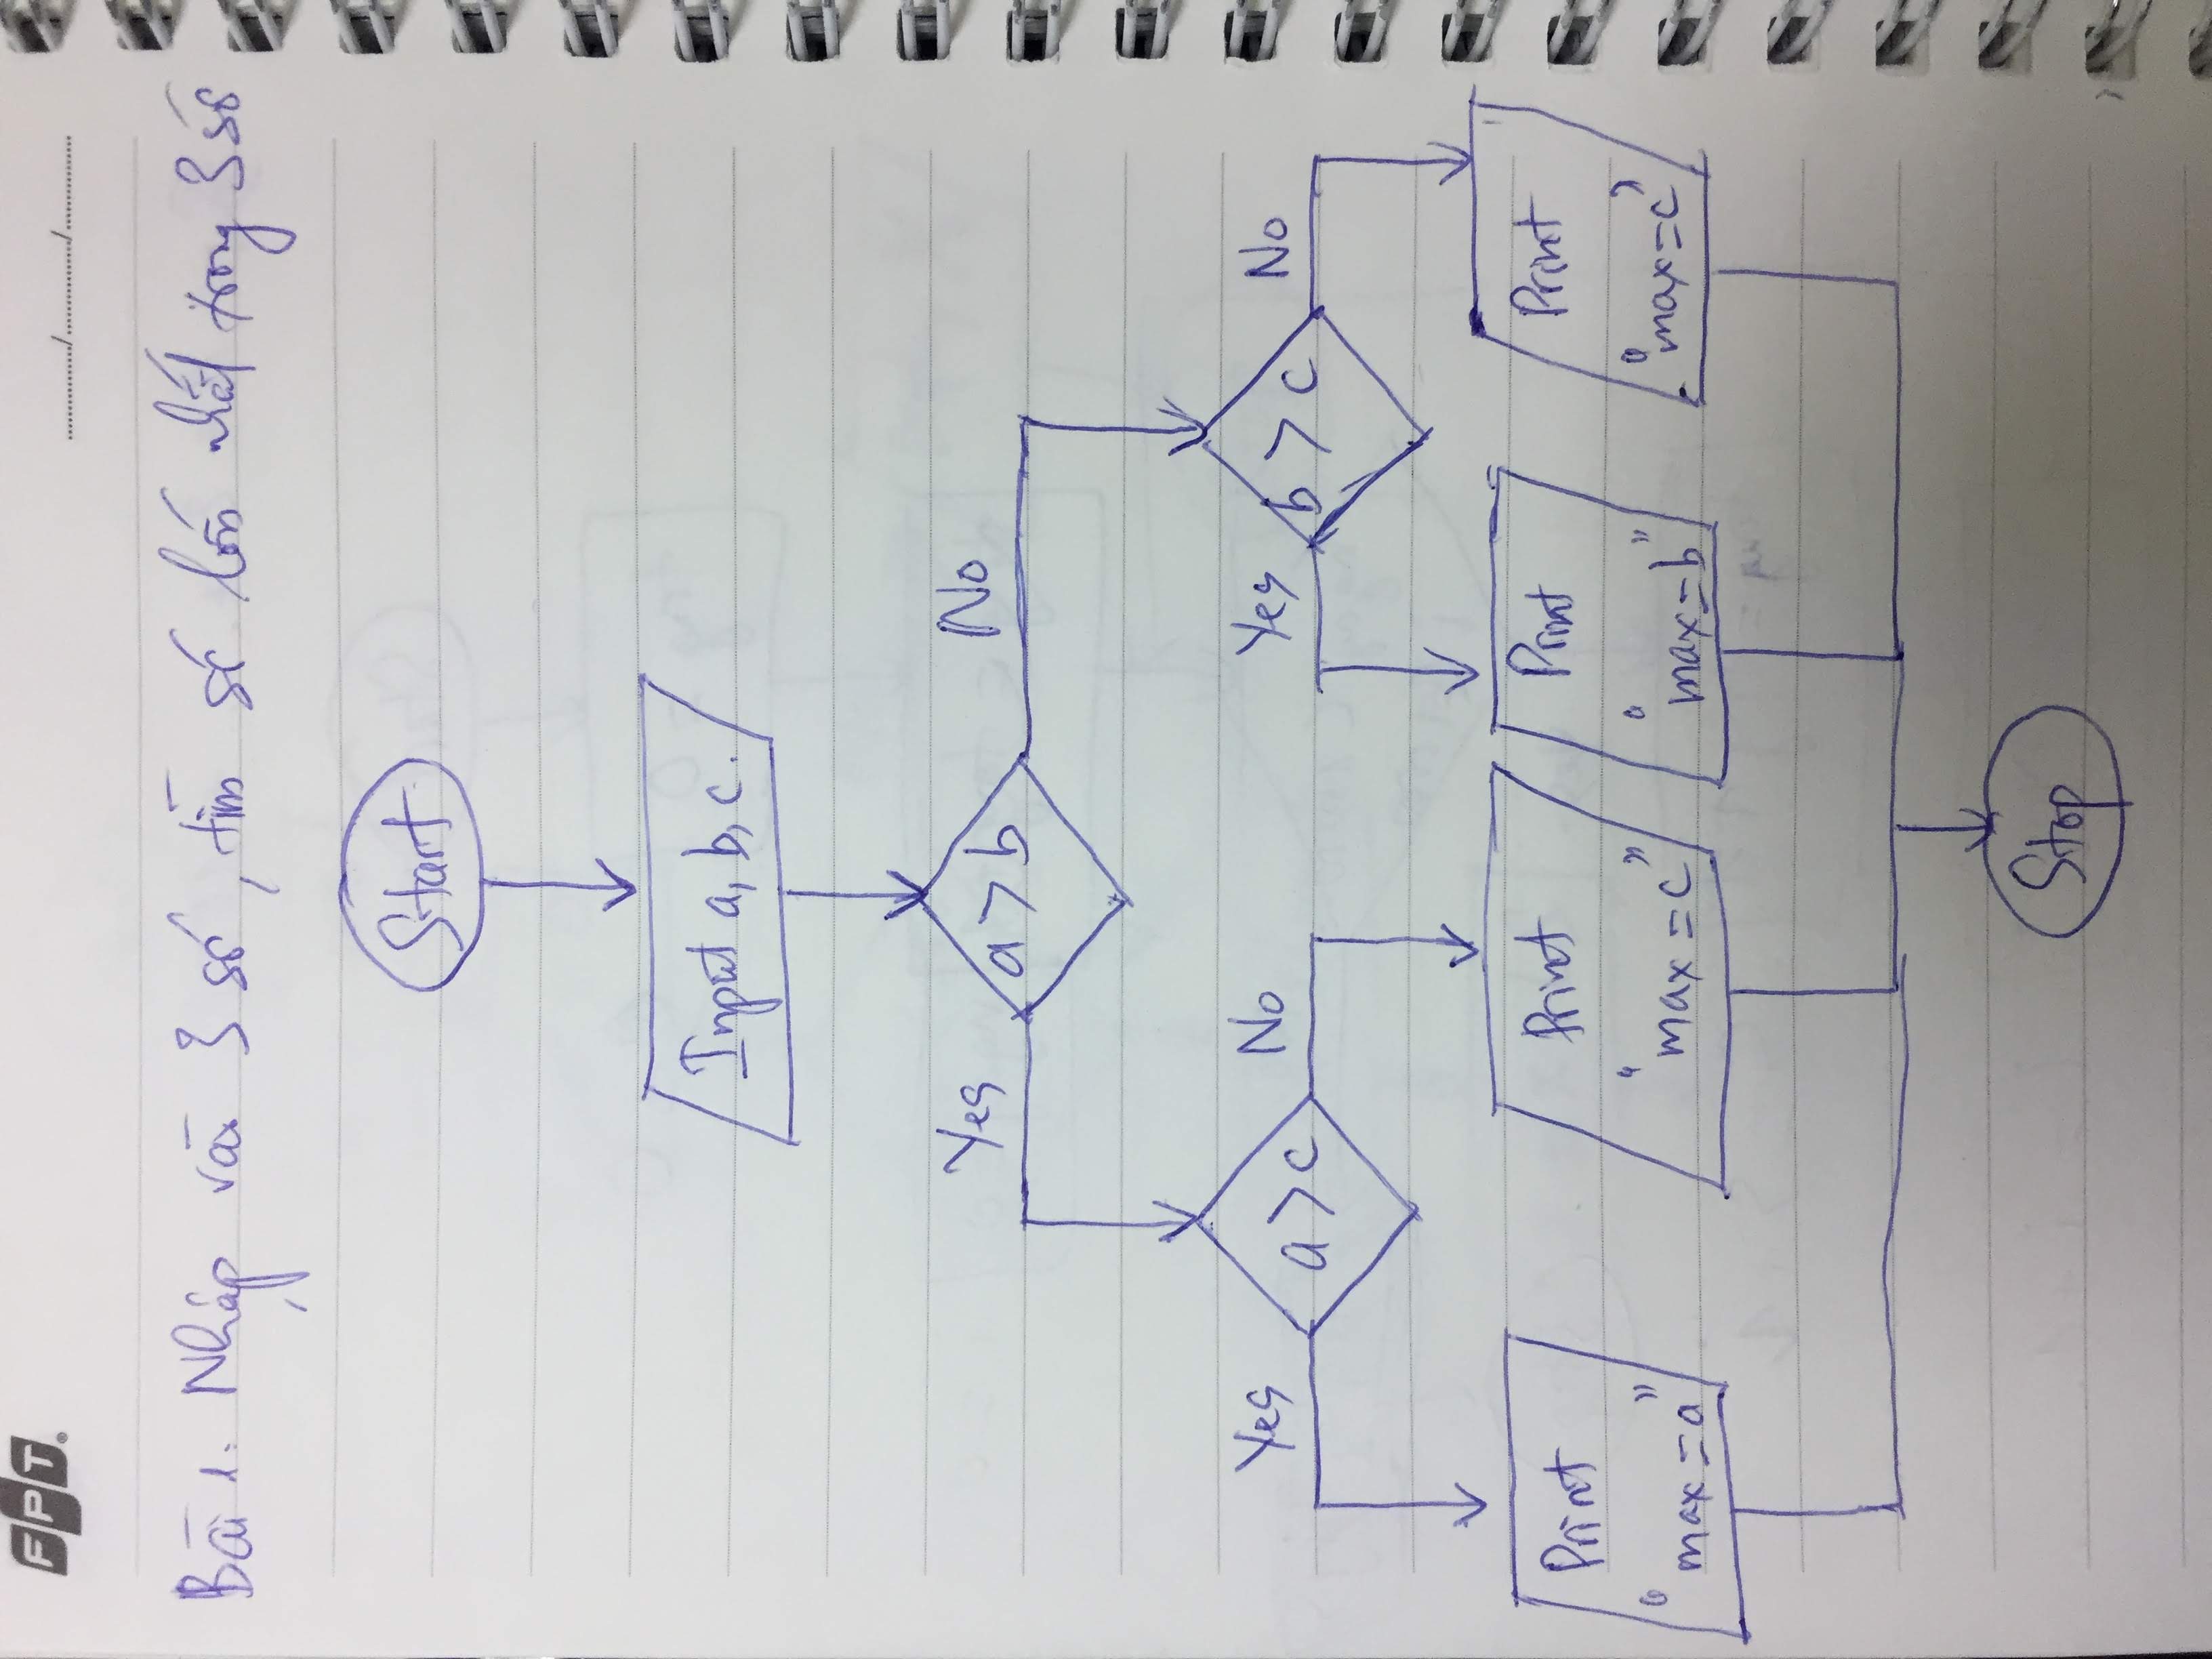 FPT
Bài 1. Nhập vào 3 số, tìm số lớn nhất trong 3 số
Start
Input a, b, c.
Yes
a > b
No
Yes
a > c
No
Yes
b > c
No
Print
"max = a"
Print
"max = c"
Print
"max = b"
Print
"max = c"
Stop